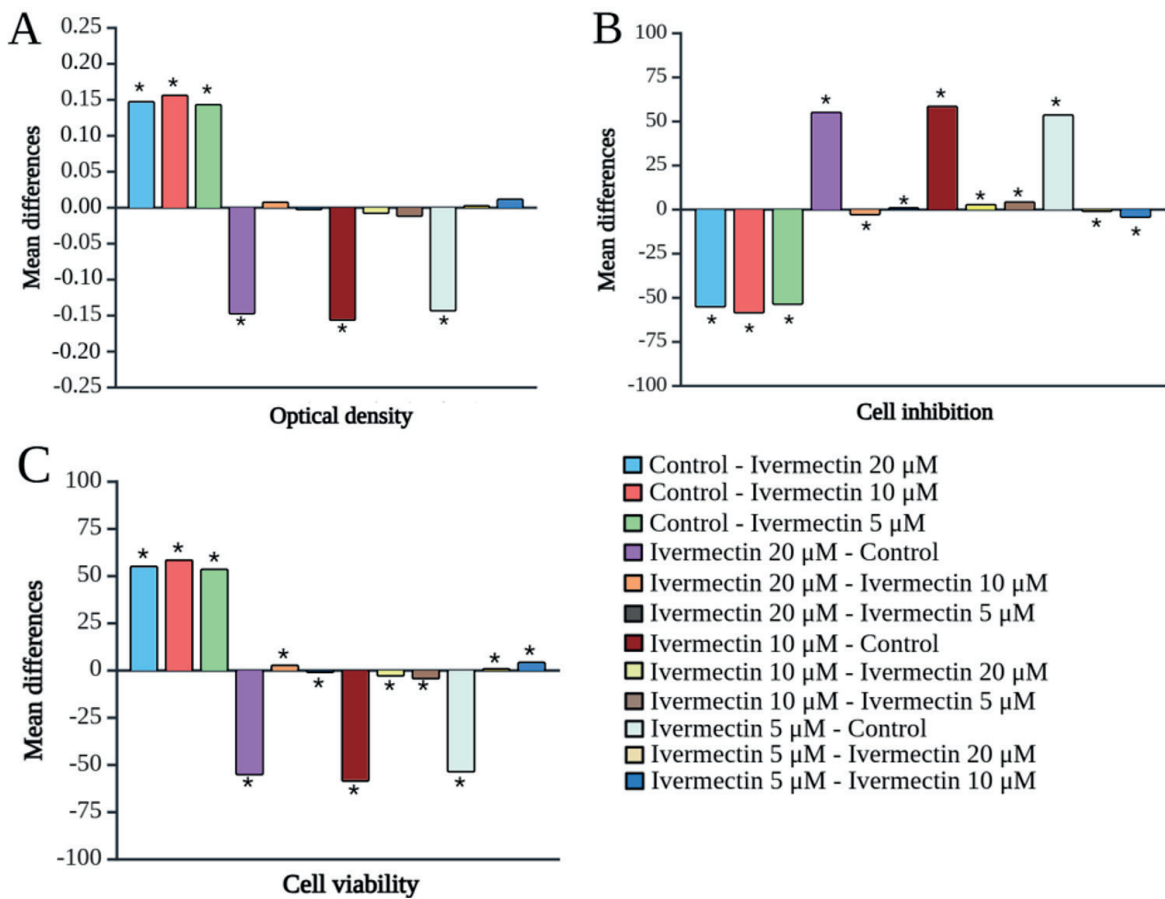 A
0.25
0.20
0.15
0.10
0.05
0.00
-0.05
-0.10
-0.15
-0.20
-0.25
Mean differences
* * *
* * *
Optical density
B
100
75
50
25
0
-25
-50
-75
-100
Mean differences
* * *
* * *
* * *
* * *
Cell inhibition
C
100
75
50
25
0
-25
-50
-75
-100
Mean differences
* * *
* * *
* * *
* * *
Cell viability
Control - Ivermectin 20 μM
Control - Ivermectin 10 μM
Control - Ivermectin 5 μM
Ivermectin 20 μM - Control
Ivermectin 20 μM - Ivermectin 10 μM
Ivermectin 20 μM - Ivermectin 5 μM
Ivermectin 10 μM - Control
Ivermectin 10 μM - Ivermectin 20 μM
Ivermectin 10 μM - Ivermectin 5 μM
Ivermectin 5 μM - Control
Ivermectin 5 μM - Ivermectin 20 μM
Ivermectin 5 μM - Ivermectin 10 μM